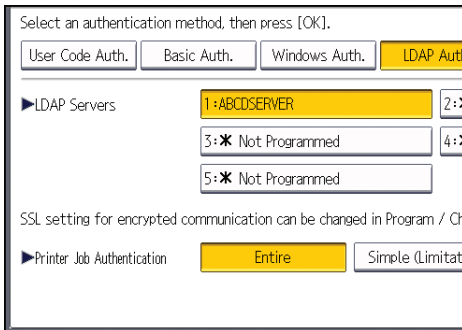 Select an authentication method, then press [OK].
User Code Auth. Basic Auth. Windows Auth. LDAP Aut
►LDAP Servers 1:ABCDSERVER 2:
3:✱ Not Programmed 4:
5:✱ Not Programmed
SSL setting for encrypted communication can be changed in Program / Ch
►Printer Job Authentication Entire Simple (Limitat